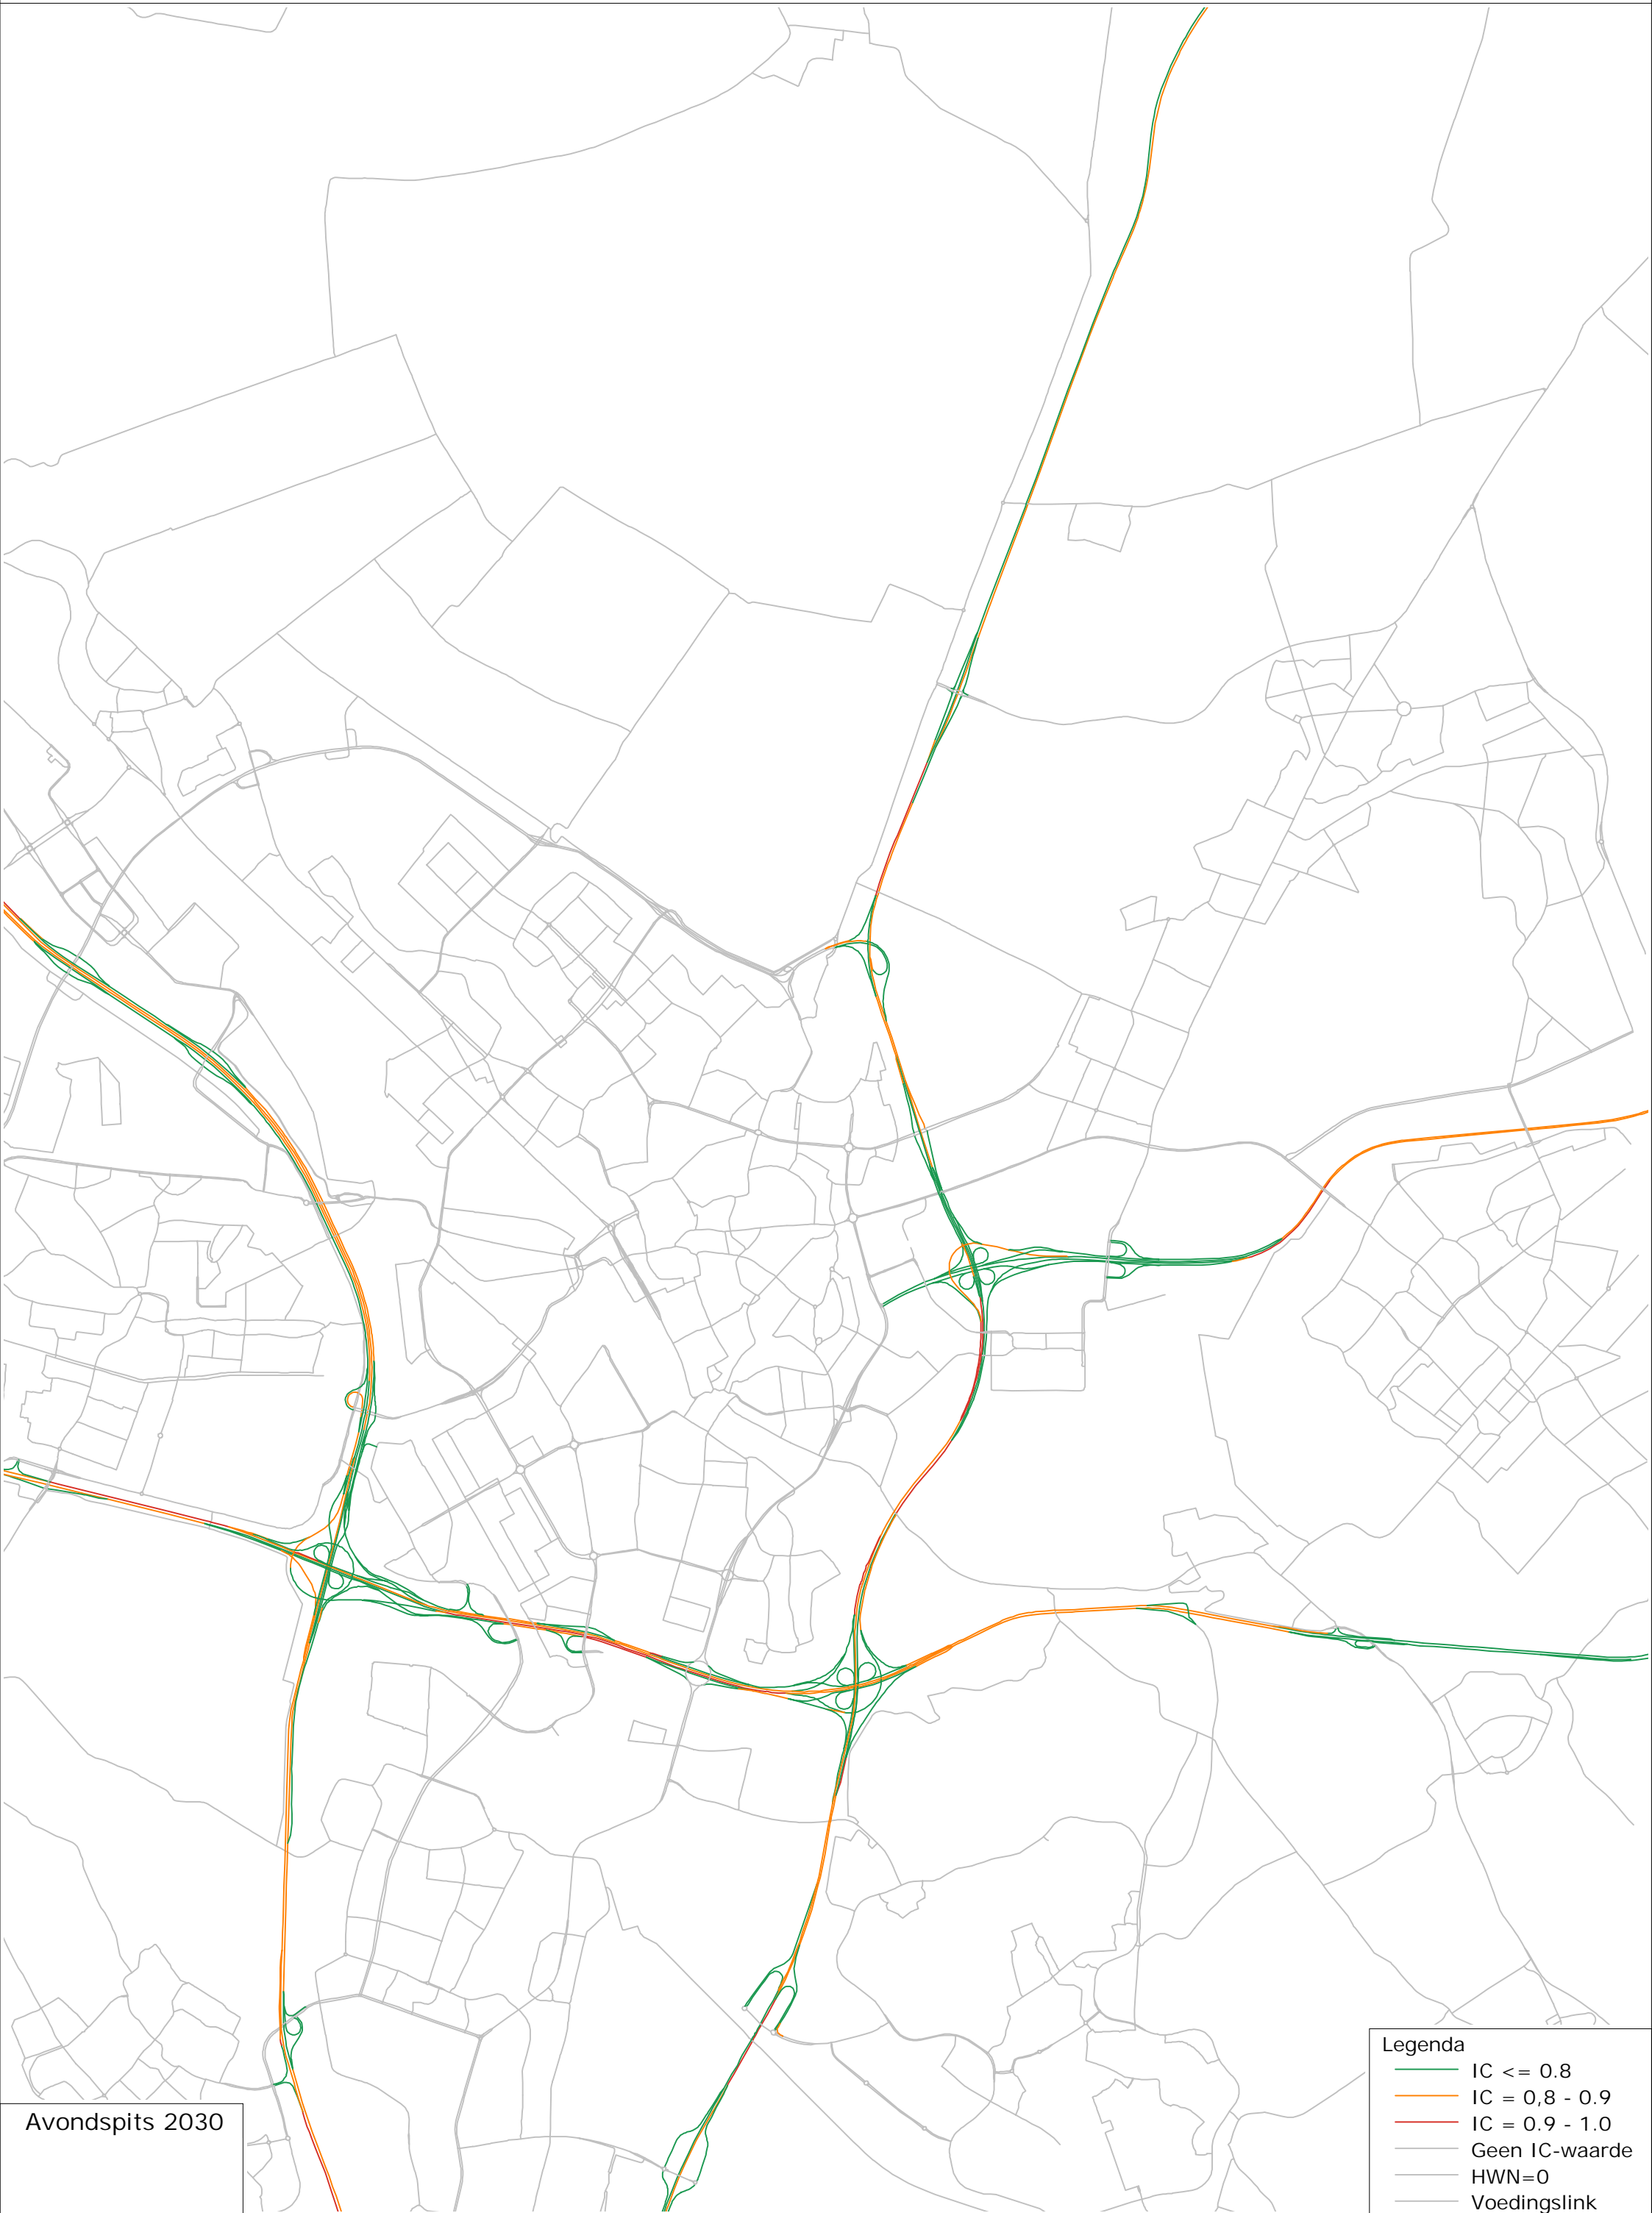 Legenda
IC <= 0.8
IC = 0,8 - 0.9
IC = 0.9 - 1.0
Geen IC-waarde
HWN=0
Voedingslink
Avondspits 2030